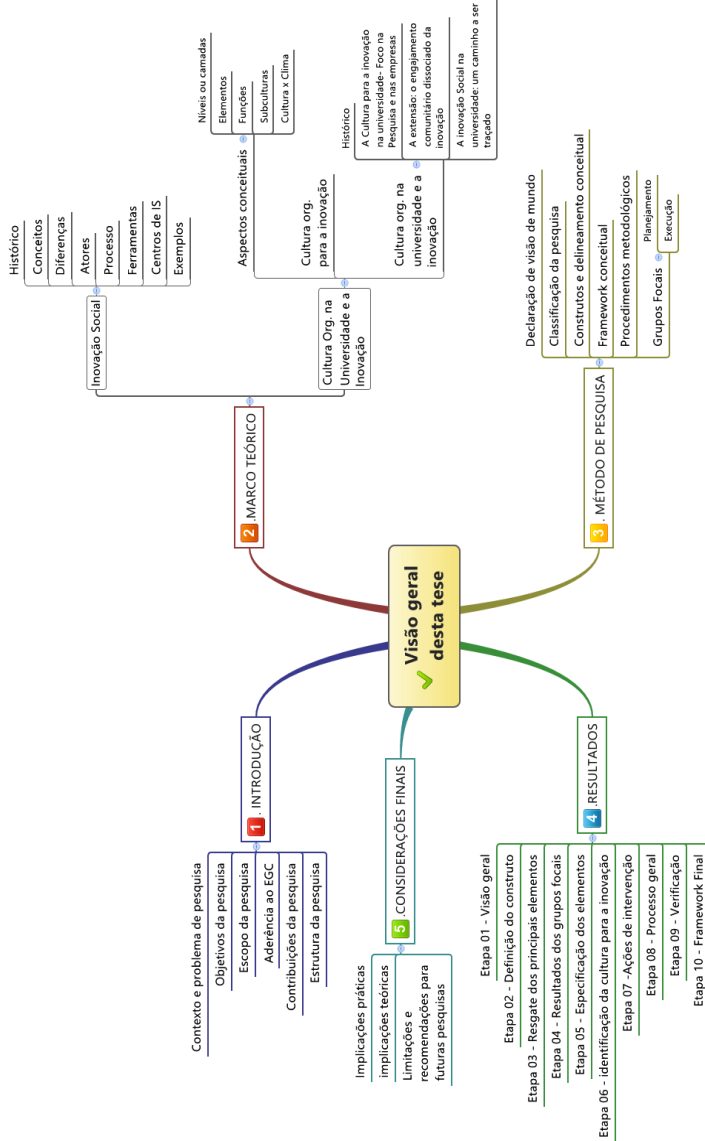 Visão geral
desta tese
1. INTRODUÇÃO
Contexto e problema de pesquisa
Objetivos da pesquisa
Escopo da pesquisa
Aderência ao EGC
Contribuições da pesquisa
Estrutura da pesquisa
2.MARCO TEÓRICO
Inovação Social
Histórico
Conceitos
Diferenças
Atores
Processo
Ferramentas
Centros de IS
Exemplos
Cultura Org. na
Universidade e a
Inovação
Aspectos conceituais
Níveis ou camadas
Elementos
Funções
Subculturas
Cultura x Clima
Cultura org.
para a inovação
Cultura org. na
universidade e a
inovação
Histórico
A Cultura para a inovação
na universidade- Foco na
Pesquisa e nas empresas
A extensão: o engajamento
comunitário dissociado da
inovação
A inovação Social na
universidade: um caminho a ser
traçado
3. MÉTODO DE PESQUISA
Declaração de visão de mundo
Classificação da pesquisa
Construtos e delineamento conceitual
Framework conceitual
Procedimentos metodológicos
Grupos Focais
Planejamento
Execução
4.RESULTADOS
Etapa 01 - Visão geral
Etapa 02 - Definição do construto
Etapa 03 - Resgate dos principais elementos
Etapa 04 - Resultados dos grupos focais
Etapa 05 - Especificação dos elementos
Etapa 06 - identificação da cultura para a inovação
Etapa 07 -Ações de intervenção
Etapa 08 - Processo geral
Etapa 09 - Verificação
Etapa 10 - Framework Final
5.CONSIDERAÇÕES FINAIS
Implicações práticas
implicações teóricas
Limitações e
recomendações para
futuras pesquisas